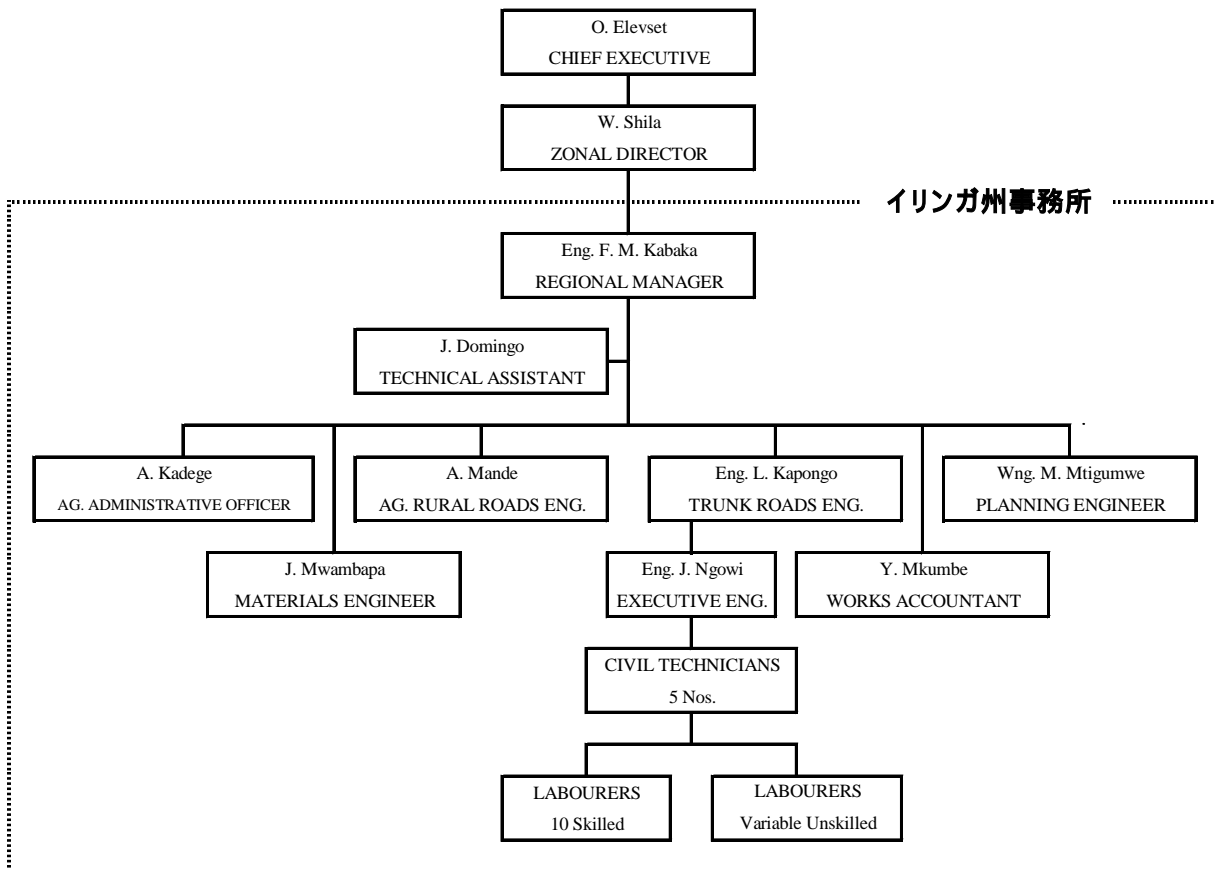 O. Elevset
CHIEF EXECUTIVE
W. Shila
ZONAL DIRECTOR
イリンガ州事務所
Eng. F. M. Kabaka
REGIONAL MANAGER
J. Domingo
TECHNICAL ASSISTANT
A. Kadege
AG. ADMINISTRATIVE OFFICER
A. Mande
AG. RURAL ROADS ENG.
Eng. L. Kapongo
TRUNK ROADS ENG.
Wng. M. Mtigumwe
PLANNING ENGINEER
J. Mwambapa
MATERIALS ENGINEER
Eng. J. Ngowi
EXECUTIVE ENG.
Y. Mkumbe
WORKS ACCOUNTANT
CIVIL TECHNICIANS
5 Nos.
LABOURERS
10 Skilled
LABOURERS
Variable Unskilled